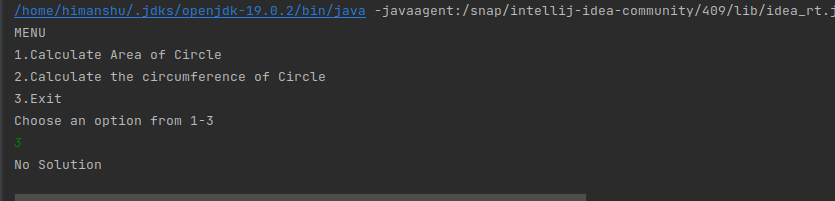 /home/himanshu/.jdks/openjdk-19.0.2/bin/java -javaagent:/snap/intellij-idea-community/409/lib/idea_rt.j
MENU
1.Calculate Area of Circle
2.Calculate the circumference of Circle
3.Exit
Choose an option from 1-3
3
No Solution